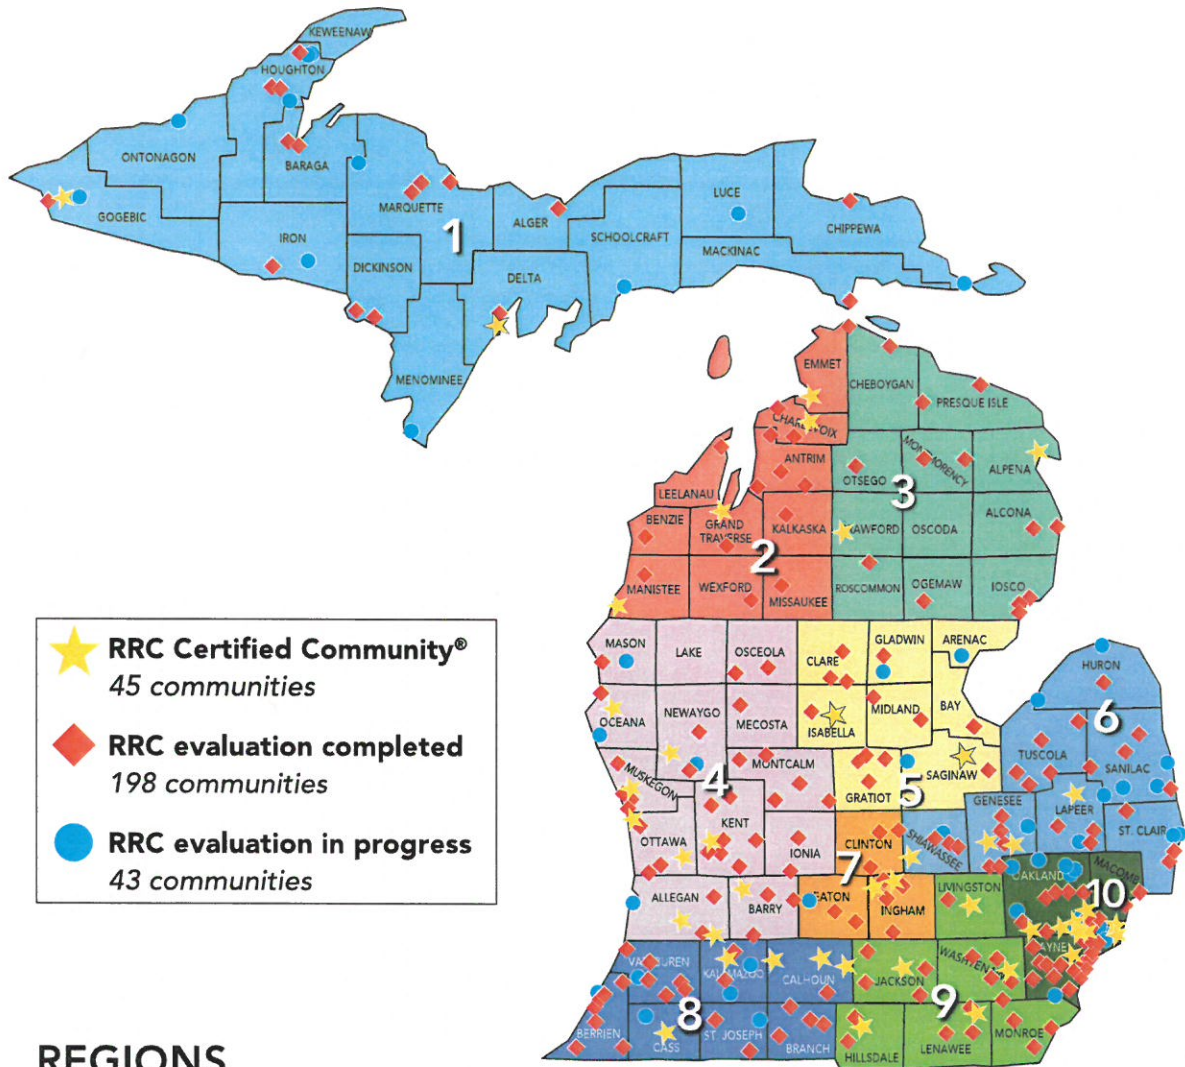 KEWEENAW
HOUGHTON
ONTONAGON
BARAGA
LUCE
GOGEBIC
MARQUETTE
1
ALGER
CHIPPEWA
IRON
SCHOOLCRAFT
MACKINAC
DICKINSON
DELTA
MENOMINEE
EMMET
CHEBOYGAN
PRESQUE ISLE
ANTRIM
OTSEGO
3
ALPENA
LEELANAU
BENZIE
GRAND
TRAVERSE
KALKASKA
OSCODA
ALCONA
2
MANISTEE
WEXFORD
MISSAUKEE
ROSCOMMON
OGEMAW
IOSCO
RRC Certified Community®
45 communities
RRC evaluation completed
198 communities
RRC evaluation in progress
43 communities
MASON
LAKE
OSCEOLA
CLARE
GLADWIN
ARENAC
HURON
OCEANA
NEWAYGO
MECOSTA
ISABELLA
MIDLAND
BAY
6
TUSCOLA
SANILAC
MUSKEGON
4
MONTCALM
GRATIOT
5
SAGINAW
GENESEE
LAPEER
ST. CLAIR
OTTAWA
KENT
IONIA
CLINTON
SHIAWASSEE
7
OAKLAND
MACOMB
10
ALLEGAN
BARRY
EATON
INGHAM
LIVINGSTON
CALHOUN
JACKSON
8
9
BERRIEN
CASS
ST. JOSEPH
BRANCH
HILLSDALE
LENAWEE
MONROE
REGIONS